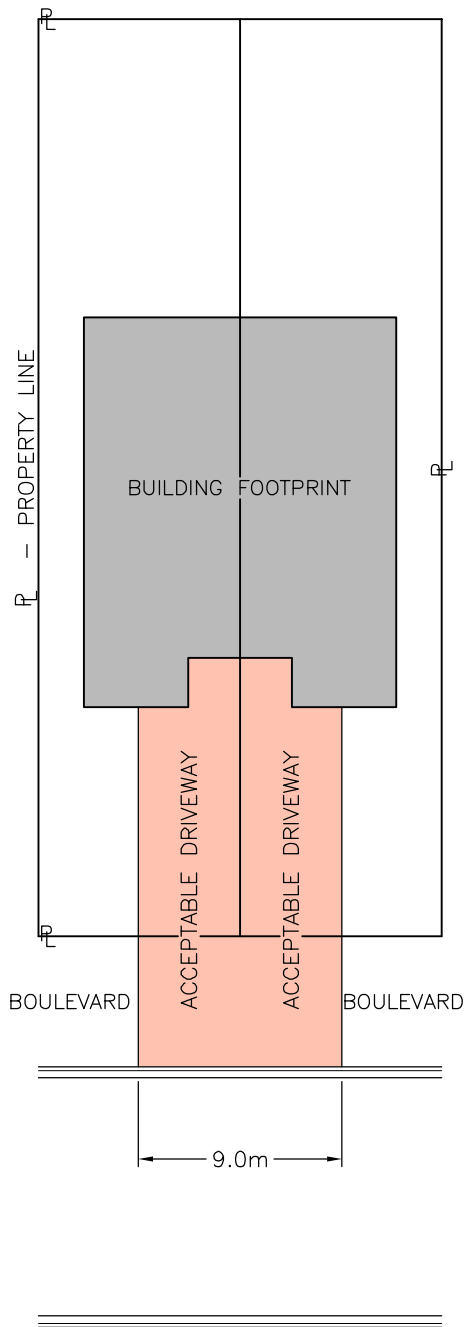 PL
PL – PROPERTY LINE
BUILDING FOOTPRINT
PL
ACCEPTABLE DRIVEWAY
ACCEPTABLE DRIVEWAY
PL
BOULEVARD
BOULEVARD
9.0m